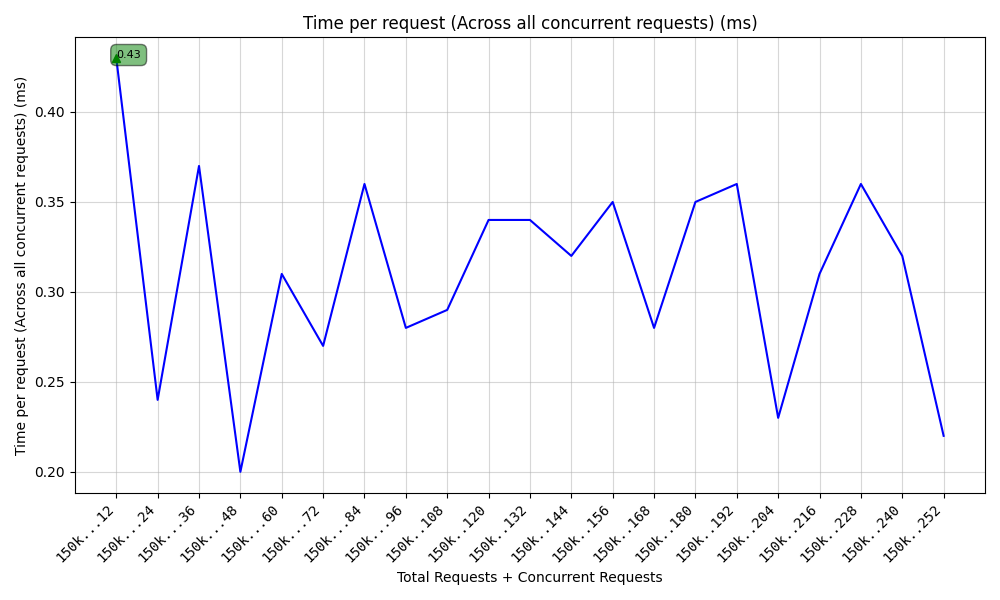 Time per request (Across all concurrent requests) (ms)
0.43
Time per request (Across all concurrent requests) (ms)
0.40
0.35
0.30
0.25
0.20
150k...12
150k...24
150k...36
150k...48
150k...60
150k...72
150k...84
150k...96
150k...108
150k...120
150k...132
150k...144
150k...156
150k...168
150k...180
150k...192
150k...204
150k...216
150k...228
150k...240
150k...252
Total Requests + Concurrent Requests